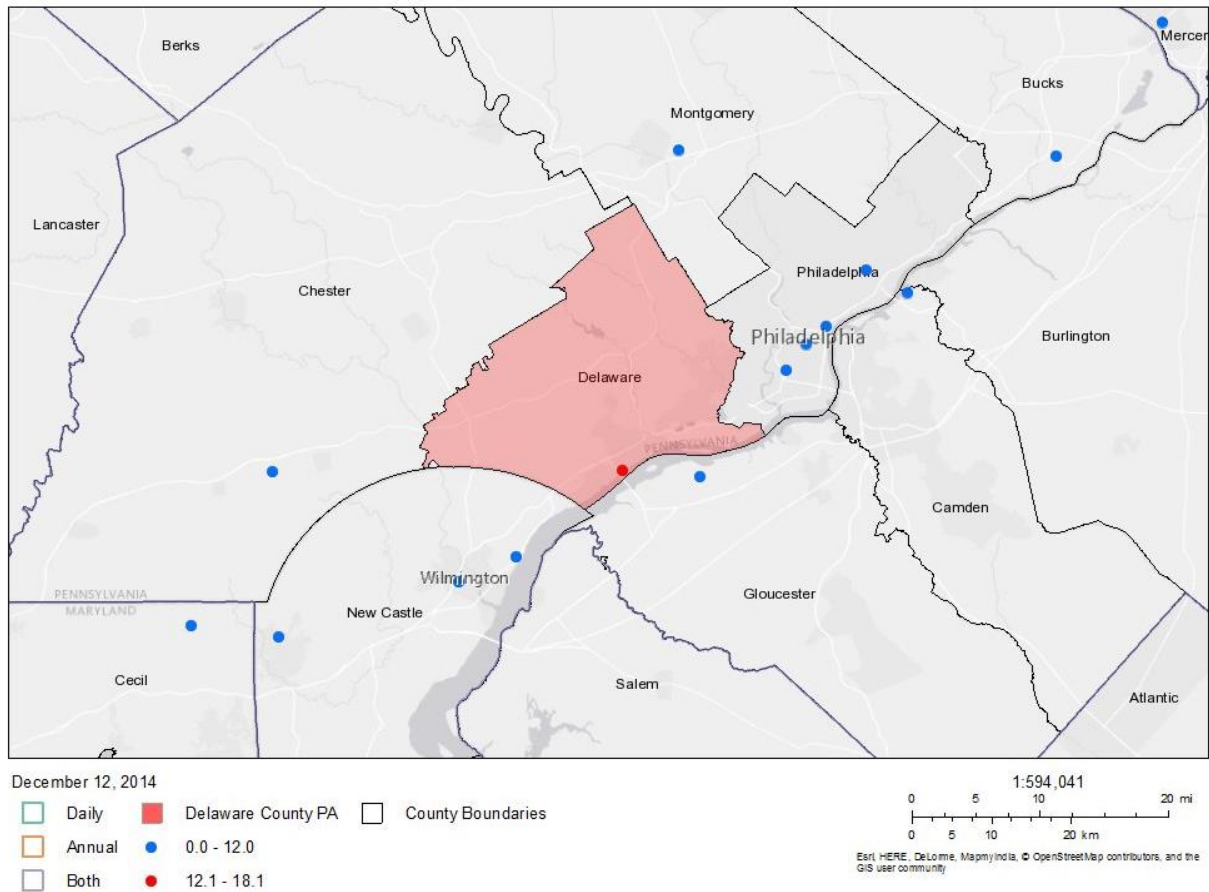 Berks
Mercer
Bucks
Montgomery
Lancaster
Philadelphia
Chester
Burlington
Philadelphia
Delaware
PENNSYLVANIA
Camden
Wilmington
PENNSYLVANIA
MARYLAND
Gloucester
New Castle
Cecil
Salem
Atlantic
December 12, 2014
1:594,041
Daily
Delaware County PA
County Boundaries
0 5 10 20 mi
Annual
0.0 - 12.0
0 5 10 20 km
Both
12.1 - 18.1
Esri, HERE, DeLorme, MapmyIndia, © OpenStreetMap contributors, and the
GIS user community